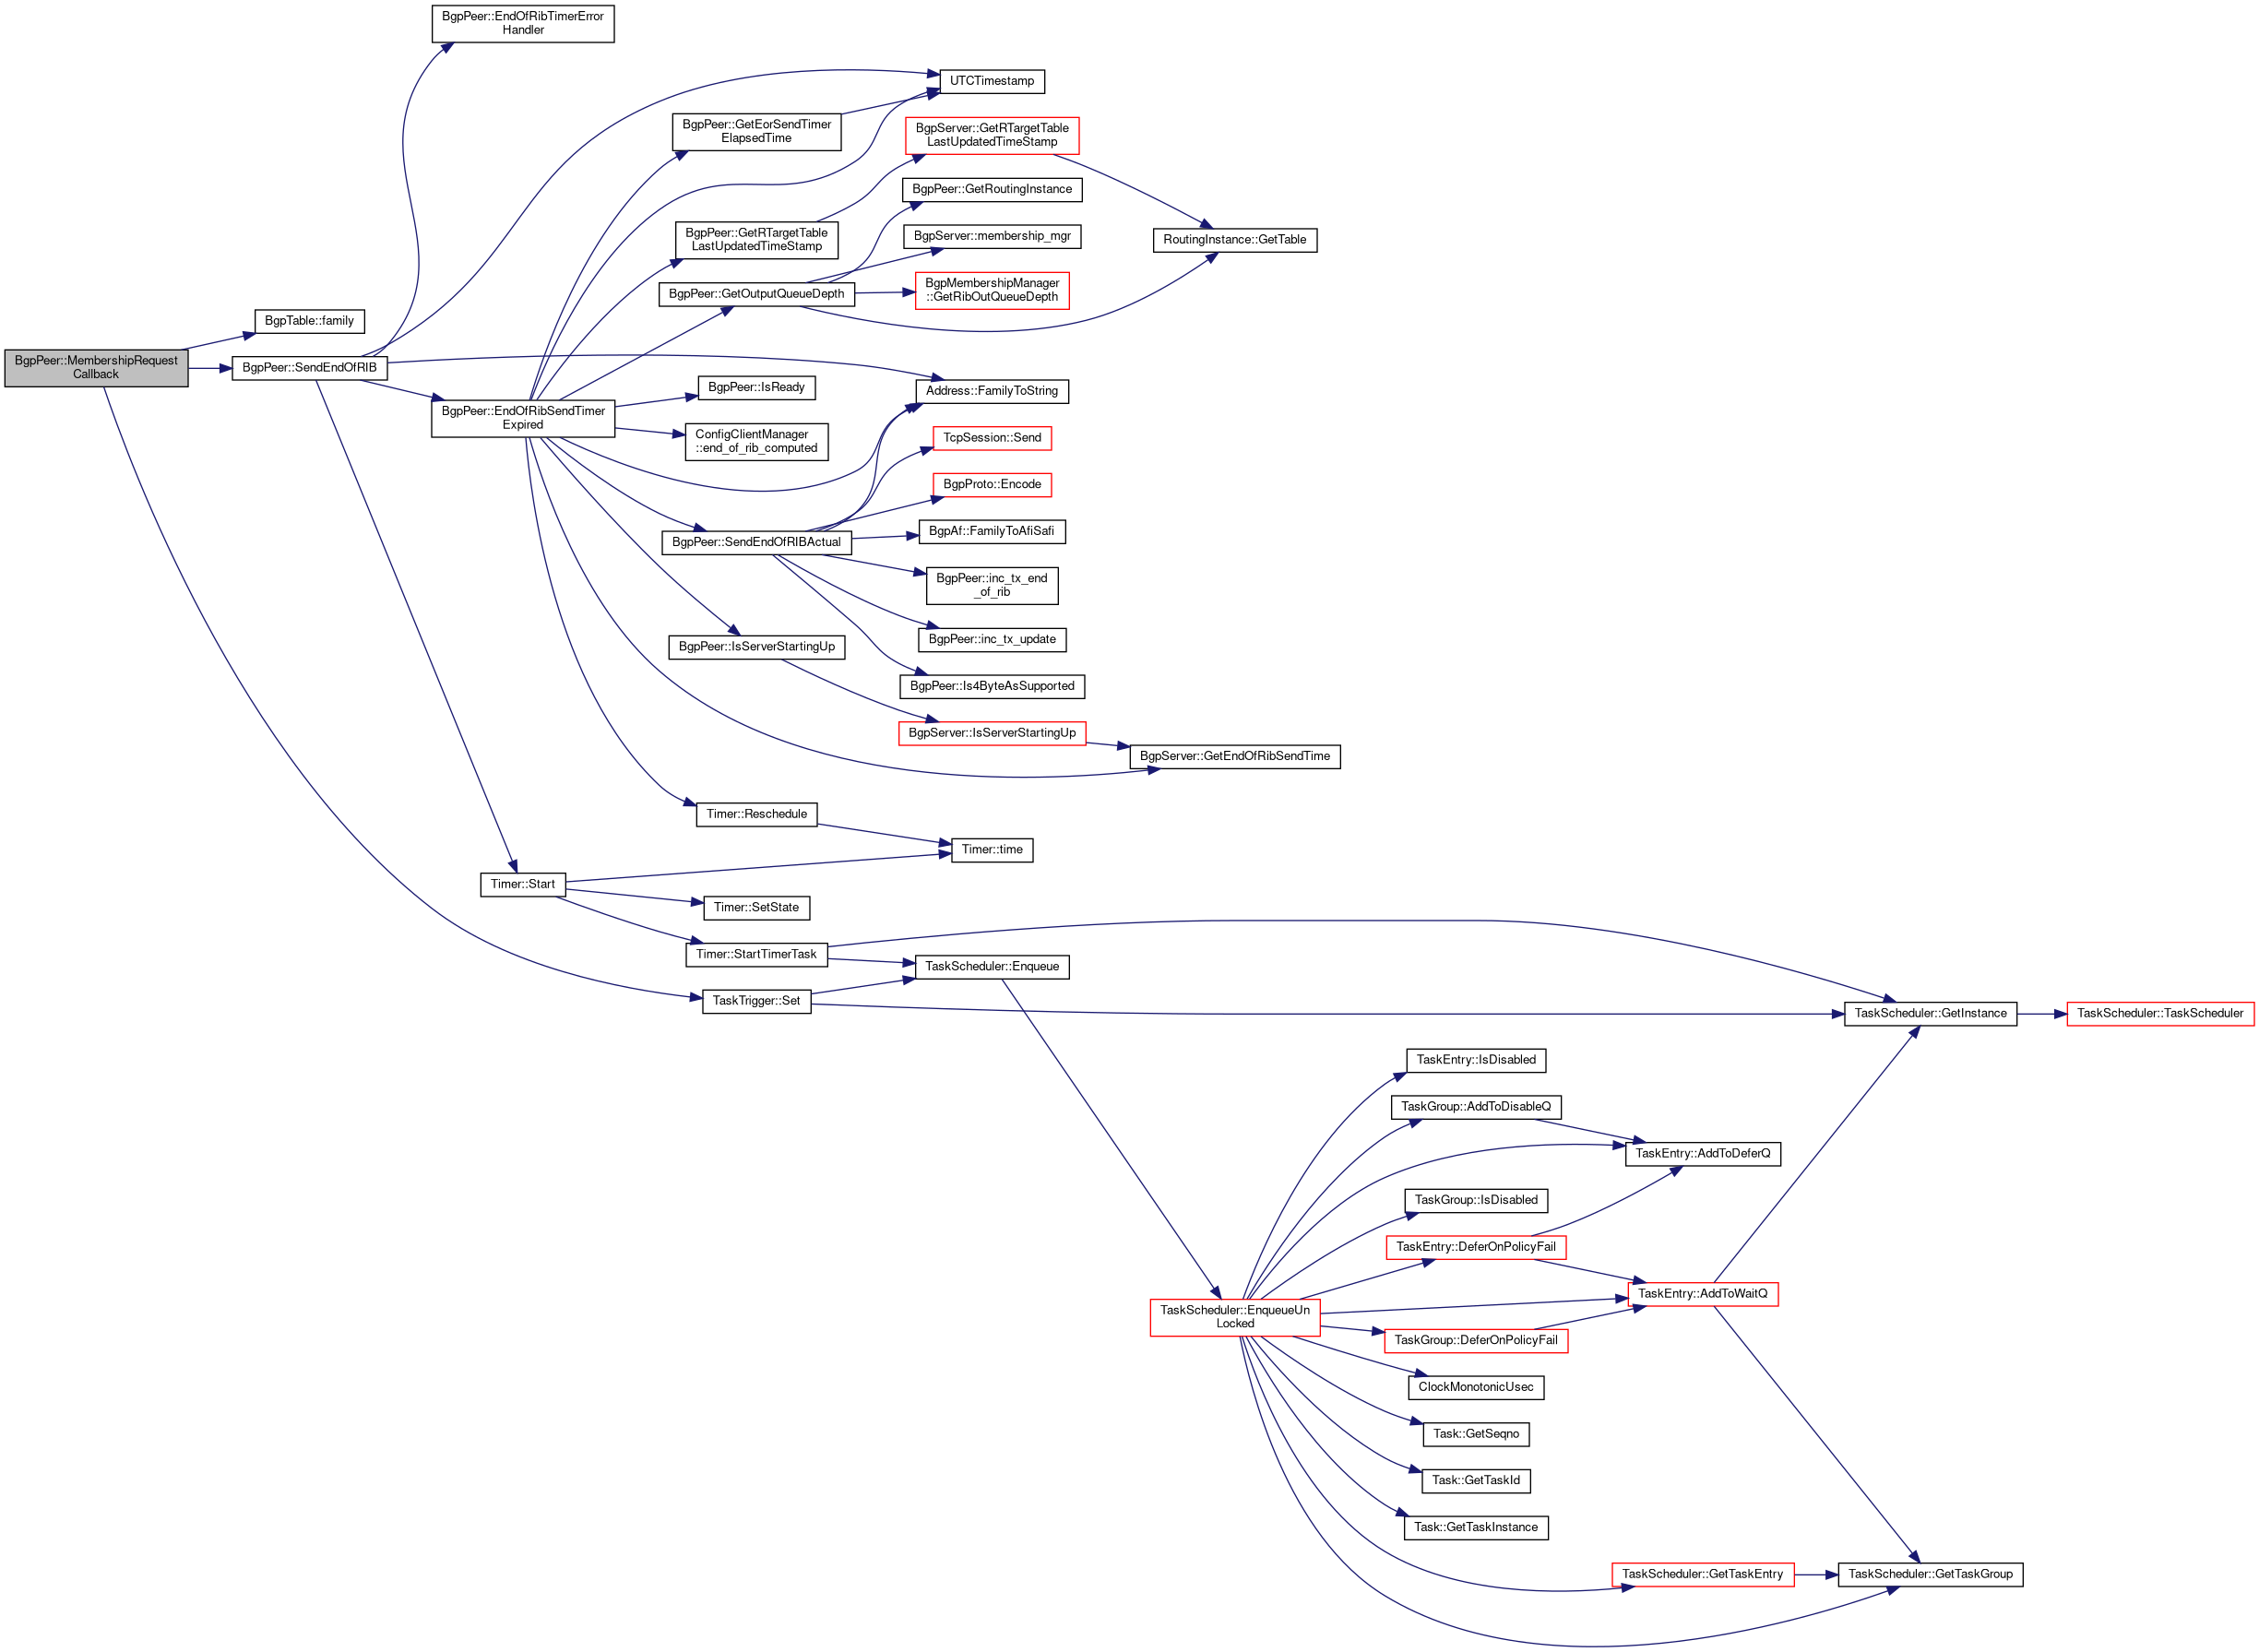 BgpPeer::EndOfRibTimerError
Handler
UTCTimestamp
BgpPeer::GetEorSendTimer
ElapsedTime
BgpServer::GetRTargetTable
LastUpdatedTimeStamp
BgpPeer::GetRoutingInstance
BgpPeer::GetRTargetTable
LastUpdatedTimeStamp
BgpServer::membership_mgr
RoutingInstance::GetTable
BgpPeer::GetOutputQueueDepth
BgpMembershipManager
::GetRibOutQueueDepth
BgpTable::family
BgpPeer::MembershipRequest
Callback
BgpPeer::SendEndOfRIB
BgpPeer::IsReady
Address::FamilyToString
BgpPeer::EndOfRibSendTimer
Expired
ConfigClientManager
::end_of_rib_computed
TcpSession::Send
BgpProto::Encode
BgpAf::FamilyToAfiSafi
BgpPeer::SendEndOfRIBActual
BgpPeer::inc_tx_end
_of_rib
BgpPeer::inc_tx_update
BgpPeer::IsServerStartingUp
BgpPeer::Is4ByteAsSupported
BgpServer::IsServerStartingUp
BgpServer::GetEndOfRibSendTime
Timer::Reschedule
Timer::time
Timer::Start
Timer::SetState
Timer::StartTimerTask
TaskScheduler::Enqueue
TaskTrigger::Set
TaskScheduler::GetInstance
TaskScheduler::TaskScheduler
TaskEntry::IsDisabled
TaskGroup::AddToDisableQ
TaskEntry::AddToDeferQ
TaskGroup::IsDisabled
TaskEntry::DeferOnPolicyFail
TaskEntry::AddToWaitQ
TaskScheduler::EnqueueUn
Locked
TaskGroup::DeferOnPolicyFail
ClockMonotonicUsec
Task::GetSeqno
Task::GetTaskId
Task::GetTaskInstance
TaskScheduler::GetTaskEntry
TaskScheduler::GetTaskGroup